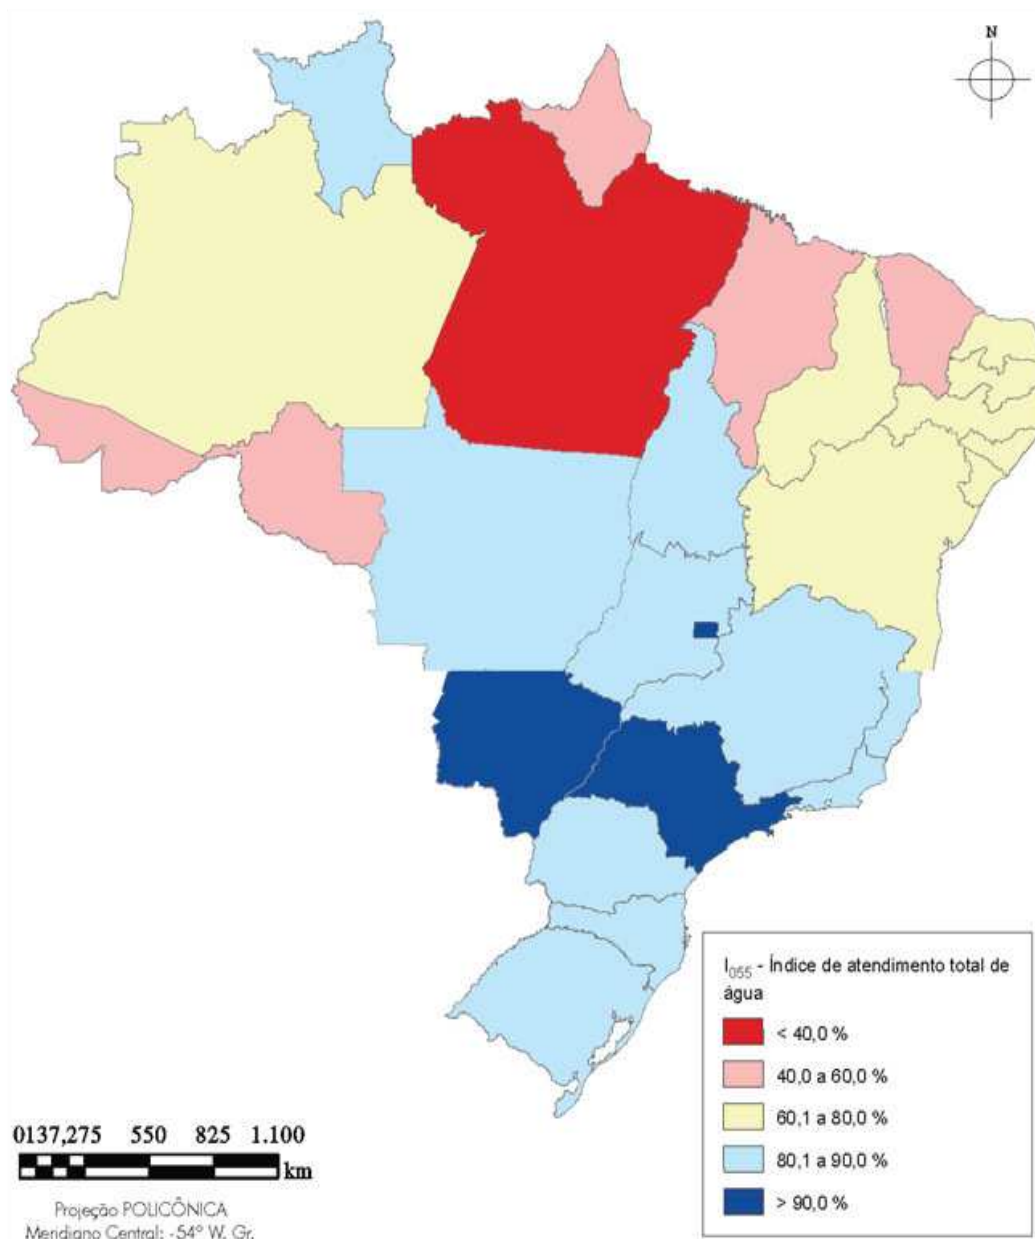 N
I055 - Índice de atendimento total de
água
< 40,0 %
40,0 a 60,0 %
60,1 a 80,0 %
80,1 a 90,0 %
> 90,0 %
0137,275 550 825 1.100
km
Projeção POLICÔNICA
Meridiano Central: -54° W. Gr.